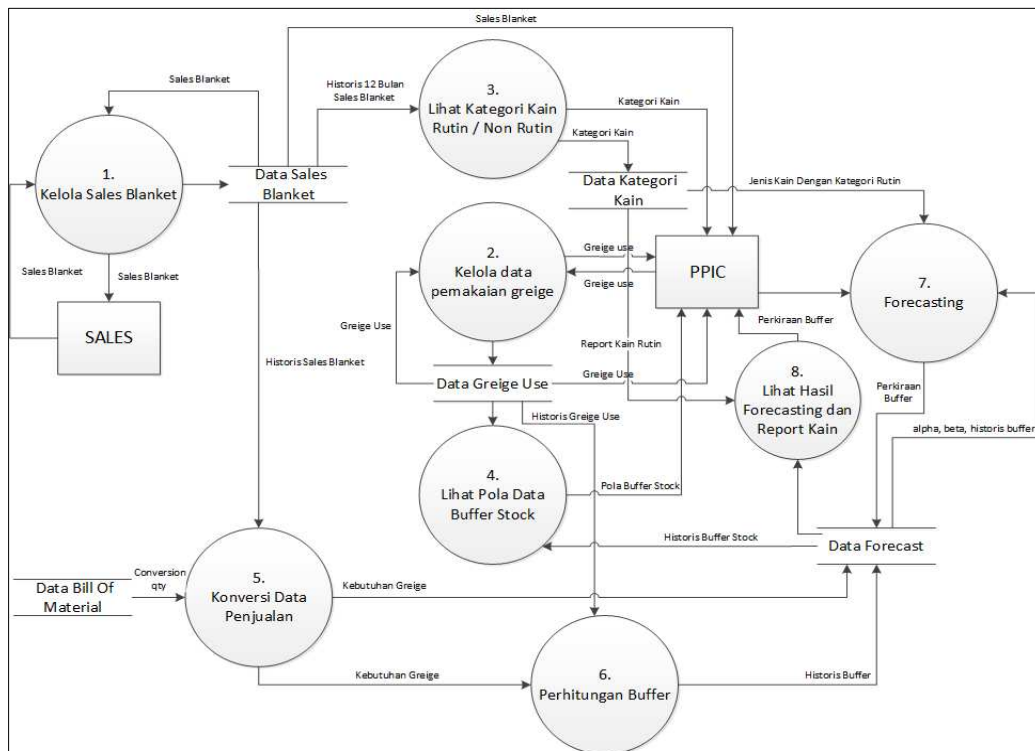 Sales Blanket
Sales Blanket
Historis 12 Bulan
Sales Blanket
3.
Lihat Kategori Kain
Rutin / Non Rutin
Kategori Kain
Kategori Kain
1.
Kelola Sales Blanket
Data Sales
Blanket
Data Kategori
Kain
Jenis Kain Dengan Kategori Rutin
2.
Kelola data
pemakaian greige
Greige use
Greige use
PPIC
7.
Forecasting
Sales Blanket
Sales Blanket
SALES
Greige Use
Historis Sales Blanket
Report Kain Rutin
Perkiraan Buffer
Data Greige Use
Greige Use
Historis Greige Use
8.
Lihat Hasil
Forecasting dan
Report Kain
Perkiraan
Buffer
alpha, beta, historis buffer
4.
Lihat Pola Data
Buffer Stock
Pola Buffer Stock
Historis Buffer Stock
Data Forecast
Data Bill Of
Material
Conversion
qty
5.
Konversi Data
Penjualan
Kebutuhan Greige
Kebutuhan Greige
6.
Perhitungan Buffer
Historis Buffer